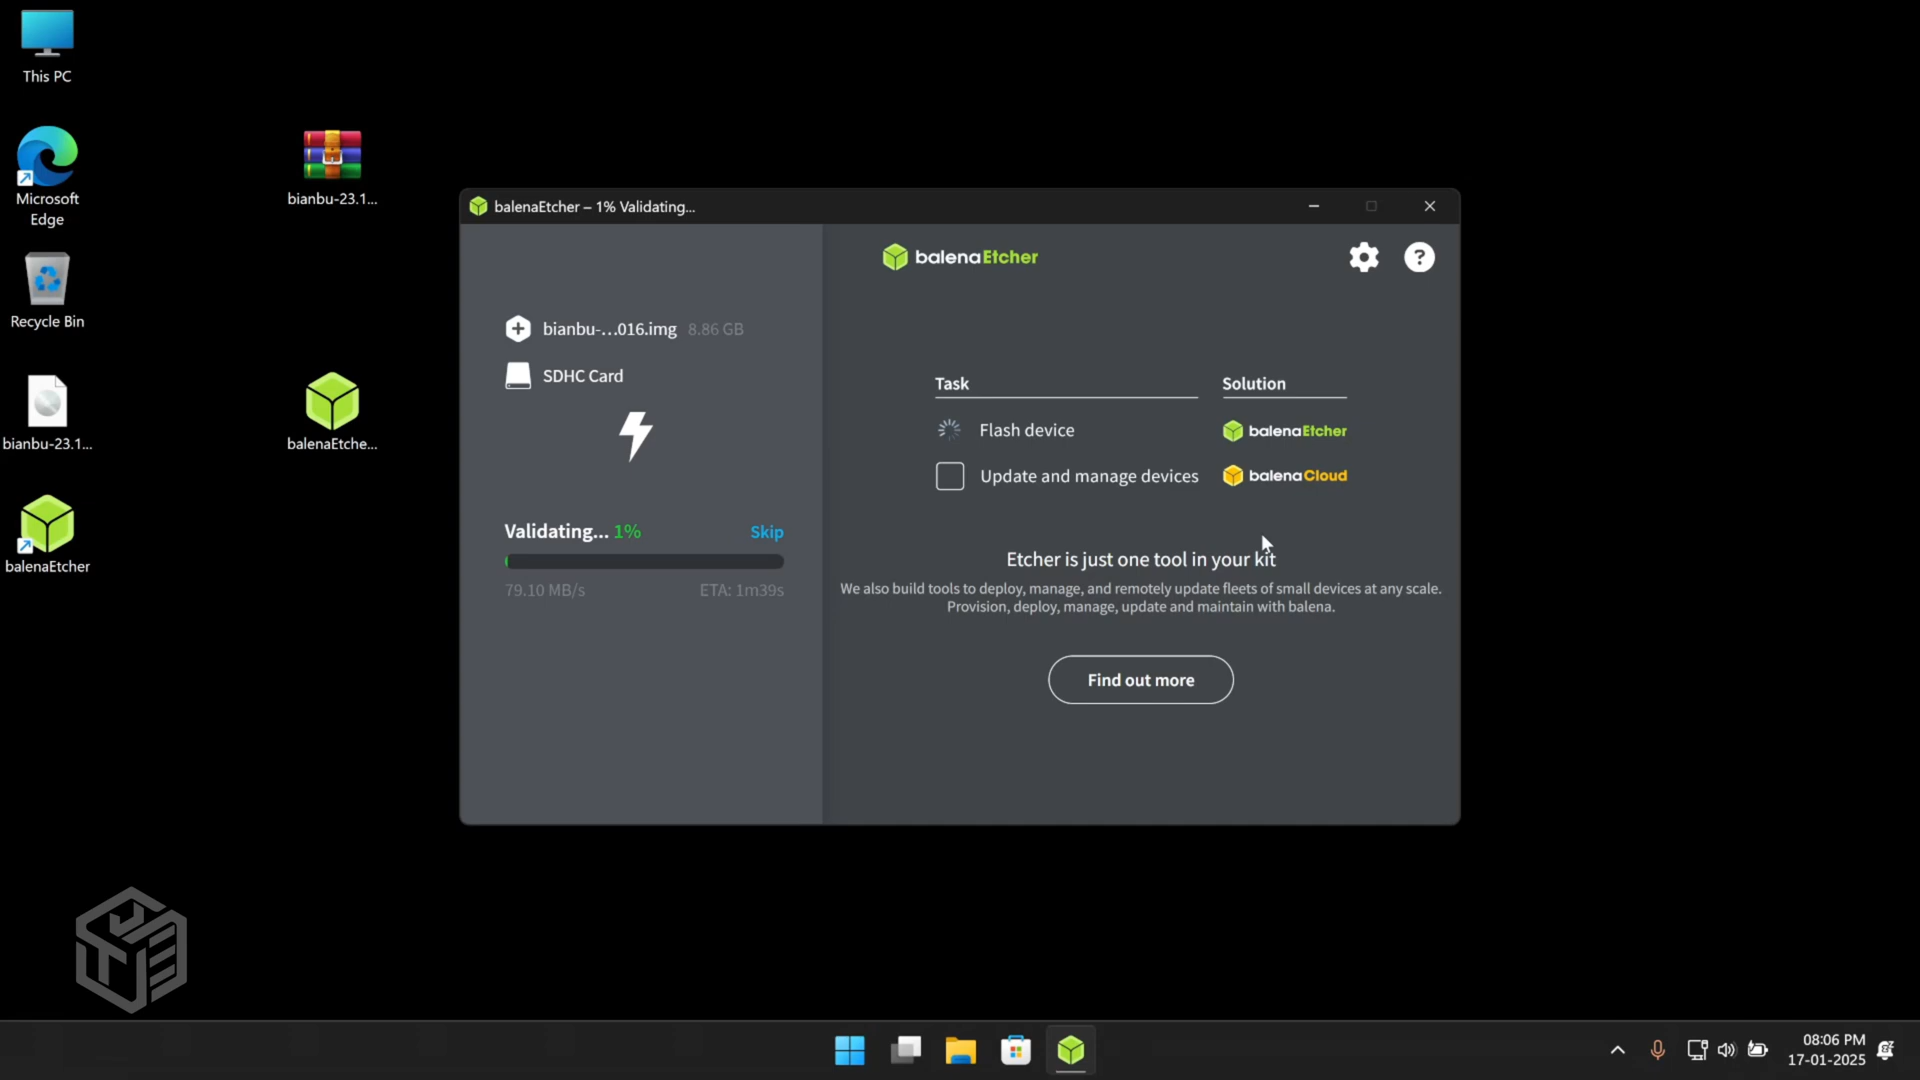 This PC
Microsoft
Edge
Recycle Bin
bianbu-23.1...
balenaEtcher
bianbu-23.1...
balenaEtche...
balenaEtcher – 1% Validating...
bianbu-...016.img 8.86 GB
SDHC Card
Validating... 1% Skip
79.10 MB/s ETA: 1m39s
balenaEtcher
?
Task Solution
Flash device balenaEtcher
Update and manage devices balenaCloud
Etcher is just one tool in your kit
We also build tools to deploy, manage, and remotely update fleets of small devices at any scale.
Provision, deploy, manage, update and maintain with balena.
Find out more
08:06 PM
17-01-2025